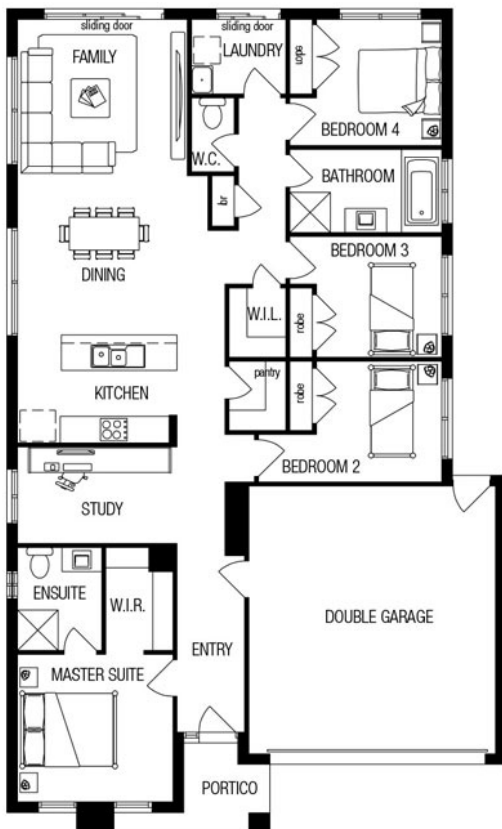 sliding door
sliding door
FAMILY
LAUNDRY
robe
BEDROOM 4
W.C.
BATHROOM
lbr
BEDROOM 3
DINING
W.I.L.
robe
pantry
robe
KITCHEN
BEDROOM 2
STUDY
ENSUITE
W.I.R.
DOUBLE GARAGE
ENTRY
MASTER SUITE
PORTICO